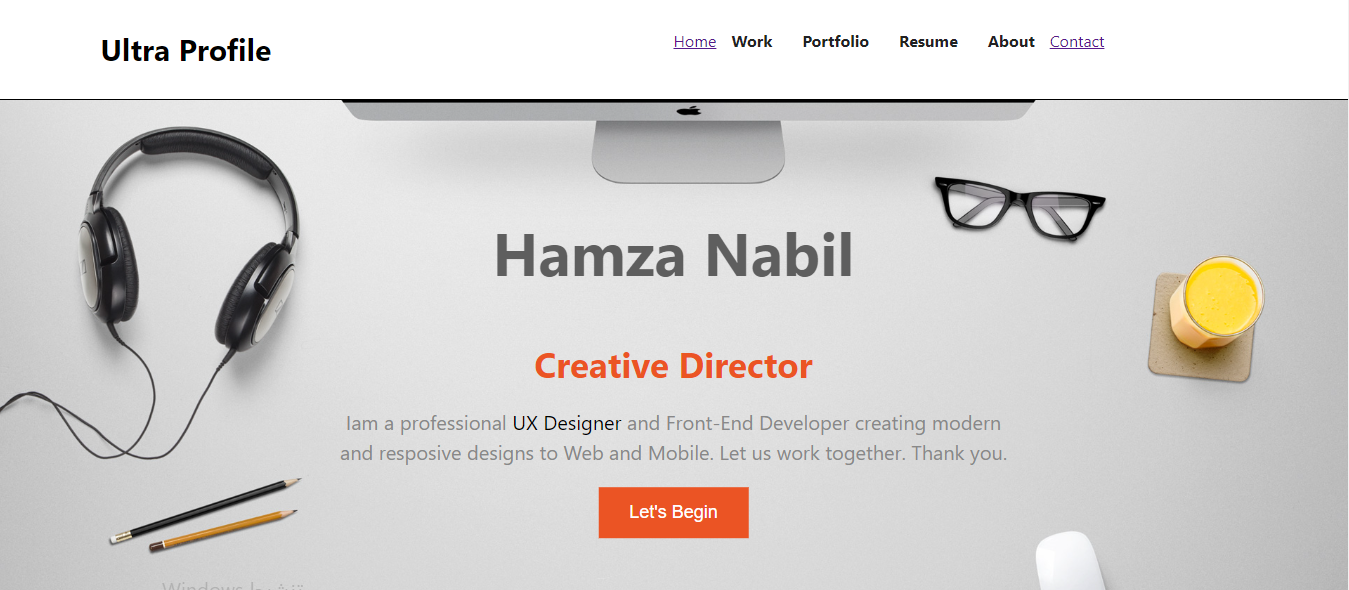 Ultra Profile
Home Work Portfolio Resume About Contact
Hamza Nabil
Creative Director
Iam a professional UX Designer and Front-End Developer creating modern
and resposive designs to Web and Mobile. Let us work together. Thank you.
Let's Begin
Windows